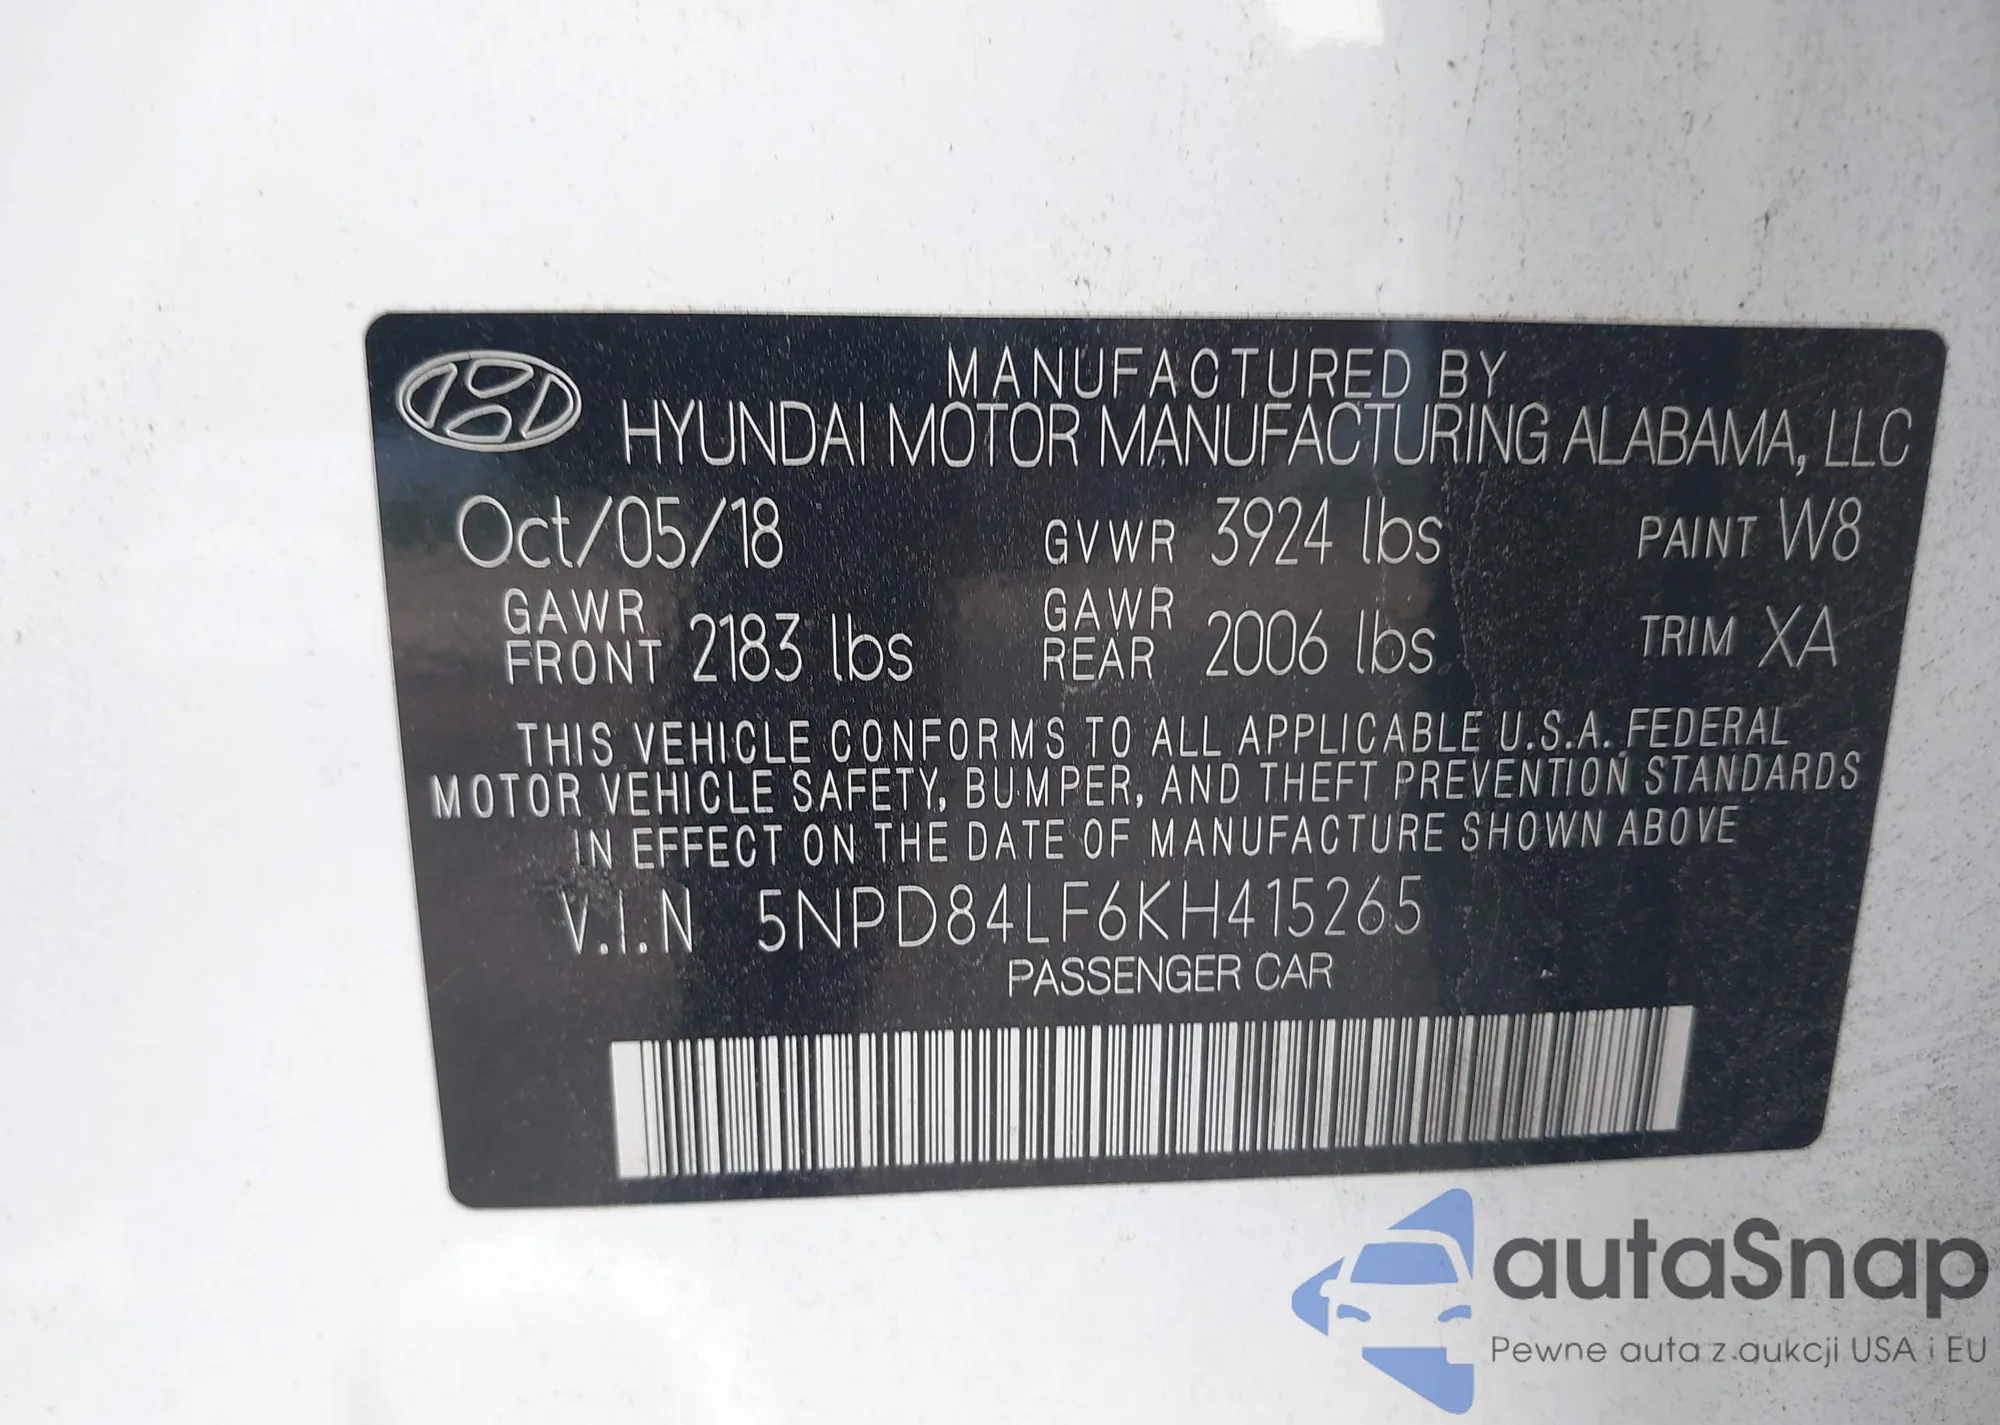 MANUFACTURED BY
HYUNDAI MOTOR MANUFACTURING ALABAMA, LLC
Oct/05/18 GVWR 3924 lbs PAINT W8
GAWR FRONT 2183 lbs GAWR REAR 2006 lbs TRIM XA
THIS VEHICLE CONFORMS TO ALL APPLICABLE U.S.A. FEDERAL
MOTOR VEHICLE SAFETY, BUMPER, AND THEFT PREVENTION STANDARDS
IN EFFECT ON THE DATE OF MANUFACTURE SHOWN ABOVE
V.I.N 5NPD84LF6KH415265
PASSENGER CAR
autaSnap
Pewne auta z aukcji USA i EU